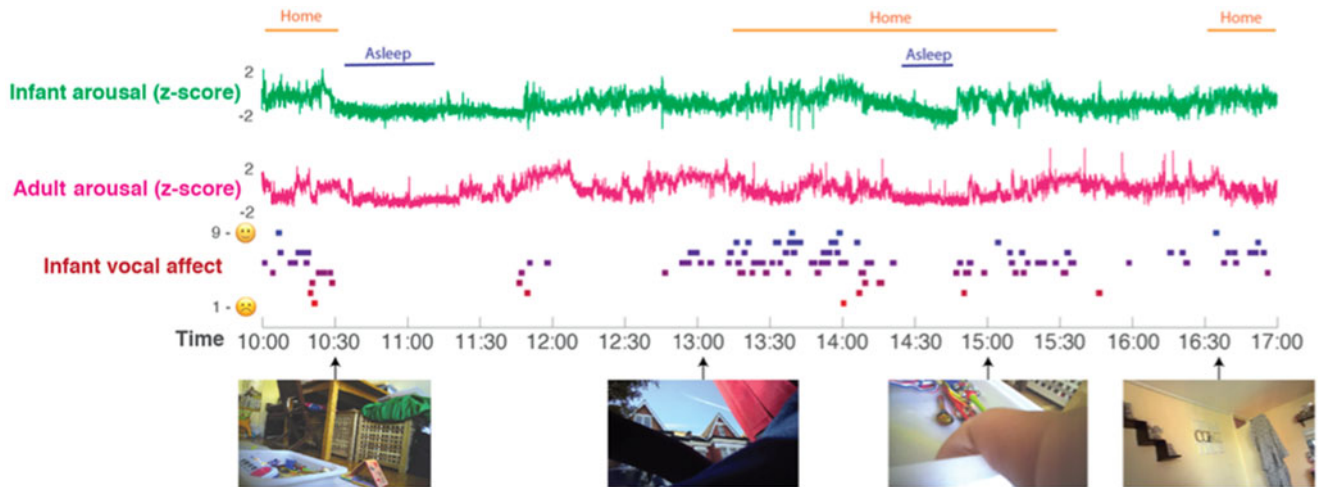 Home Home Home
Asleep Asleep
2
Infant arousal (z-score)
-2
2
Adult arousal (z-score)
-2
9 -
Infant vocal affect
1 -
Time 10:00 10:30 11:00 11:30 12:00 12:30 13:00 13:30 14:00 14:30 15:00 15:30 16:00 16:30 17:00